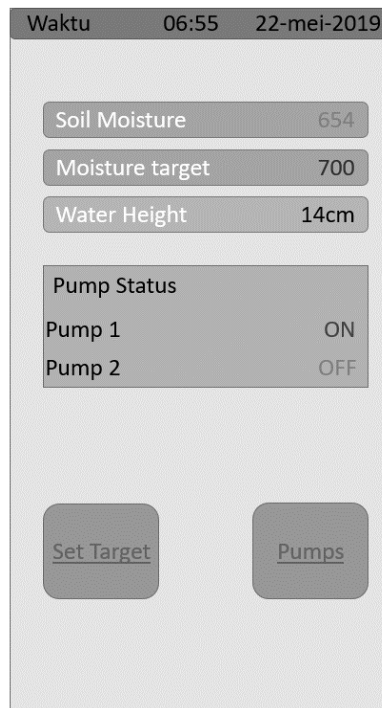 Waktu 06:55 22-mei-2019
Soil Moisture 654
Moisture target 700
Water Height 14cm
Pump Status
Pump 1 ON
Pump 2 OFF
Set Target Pumps